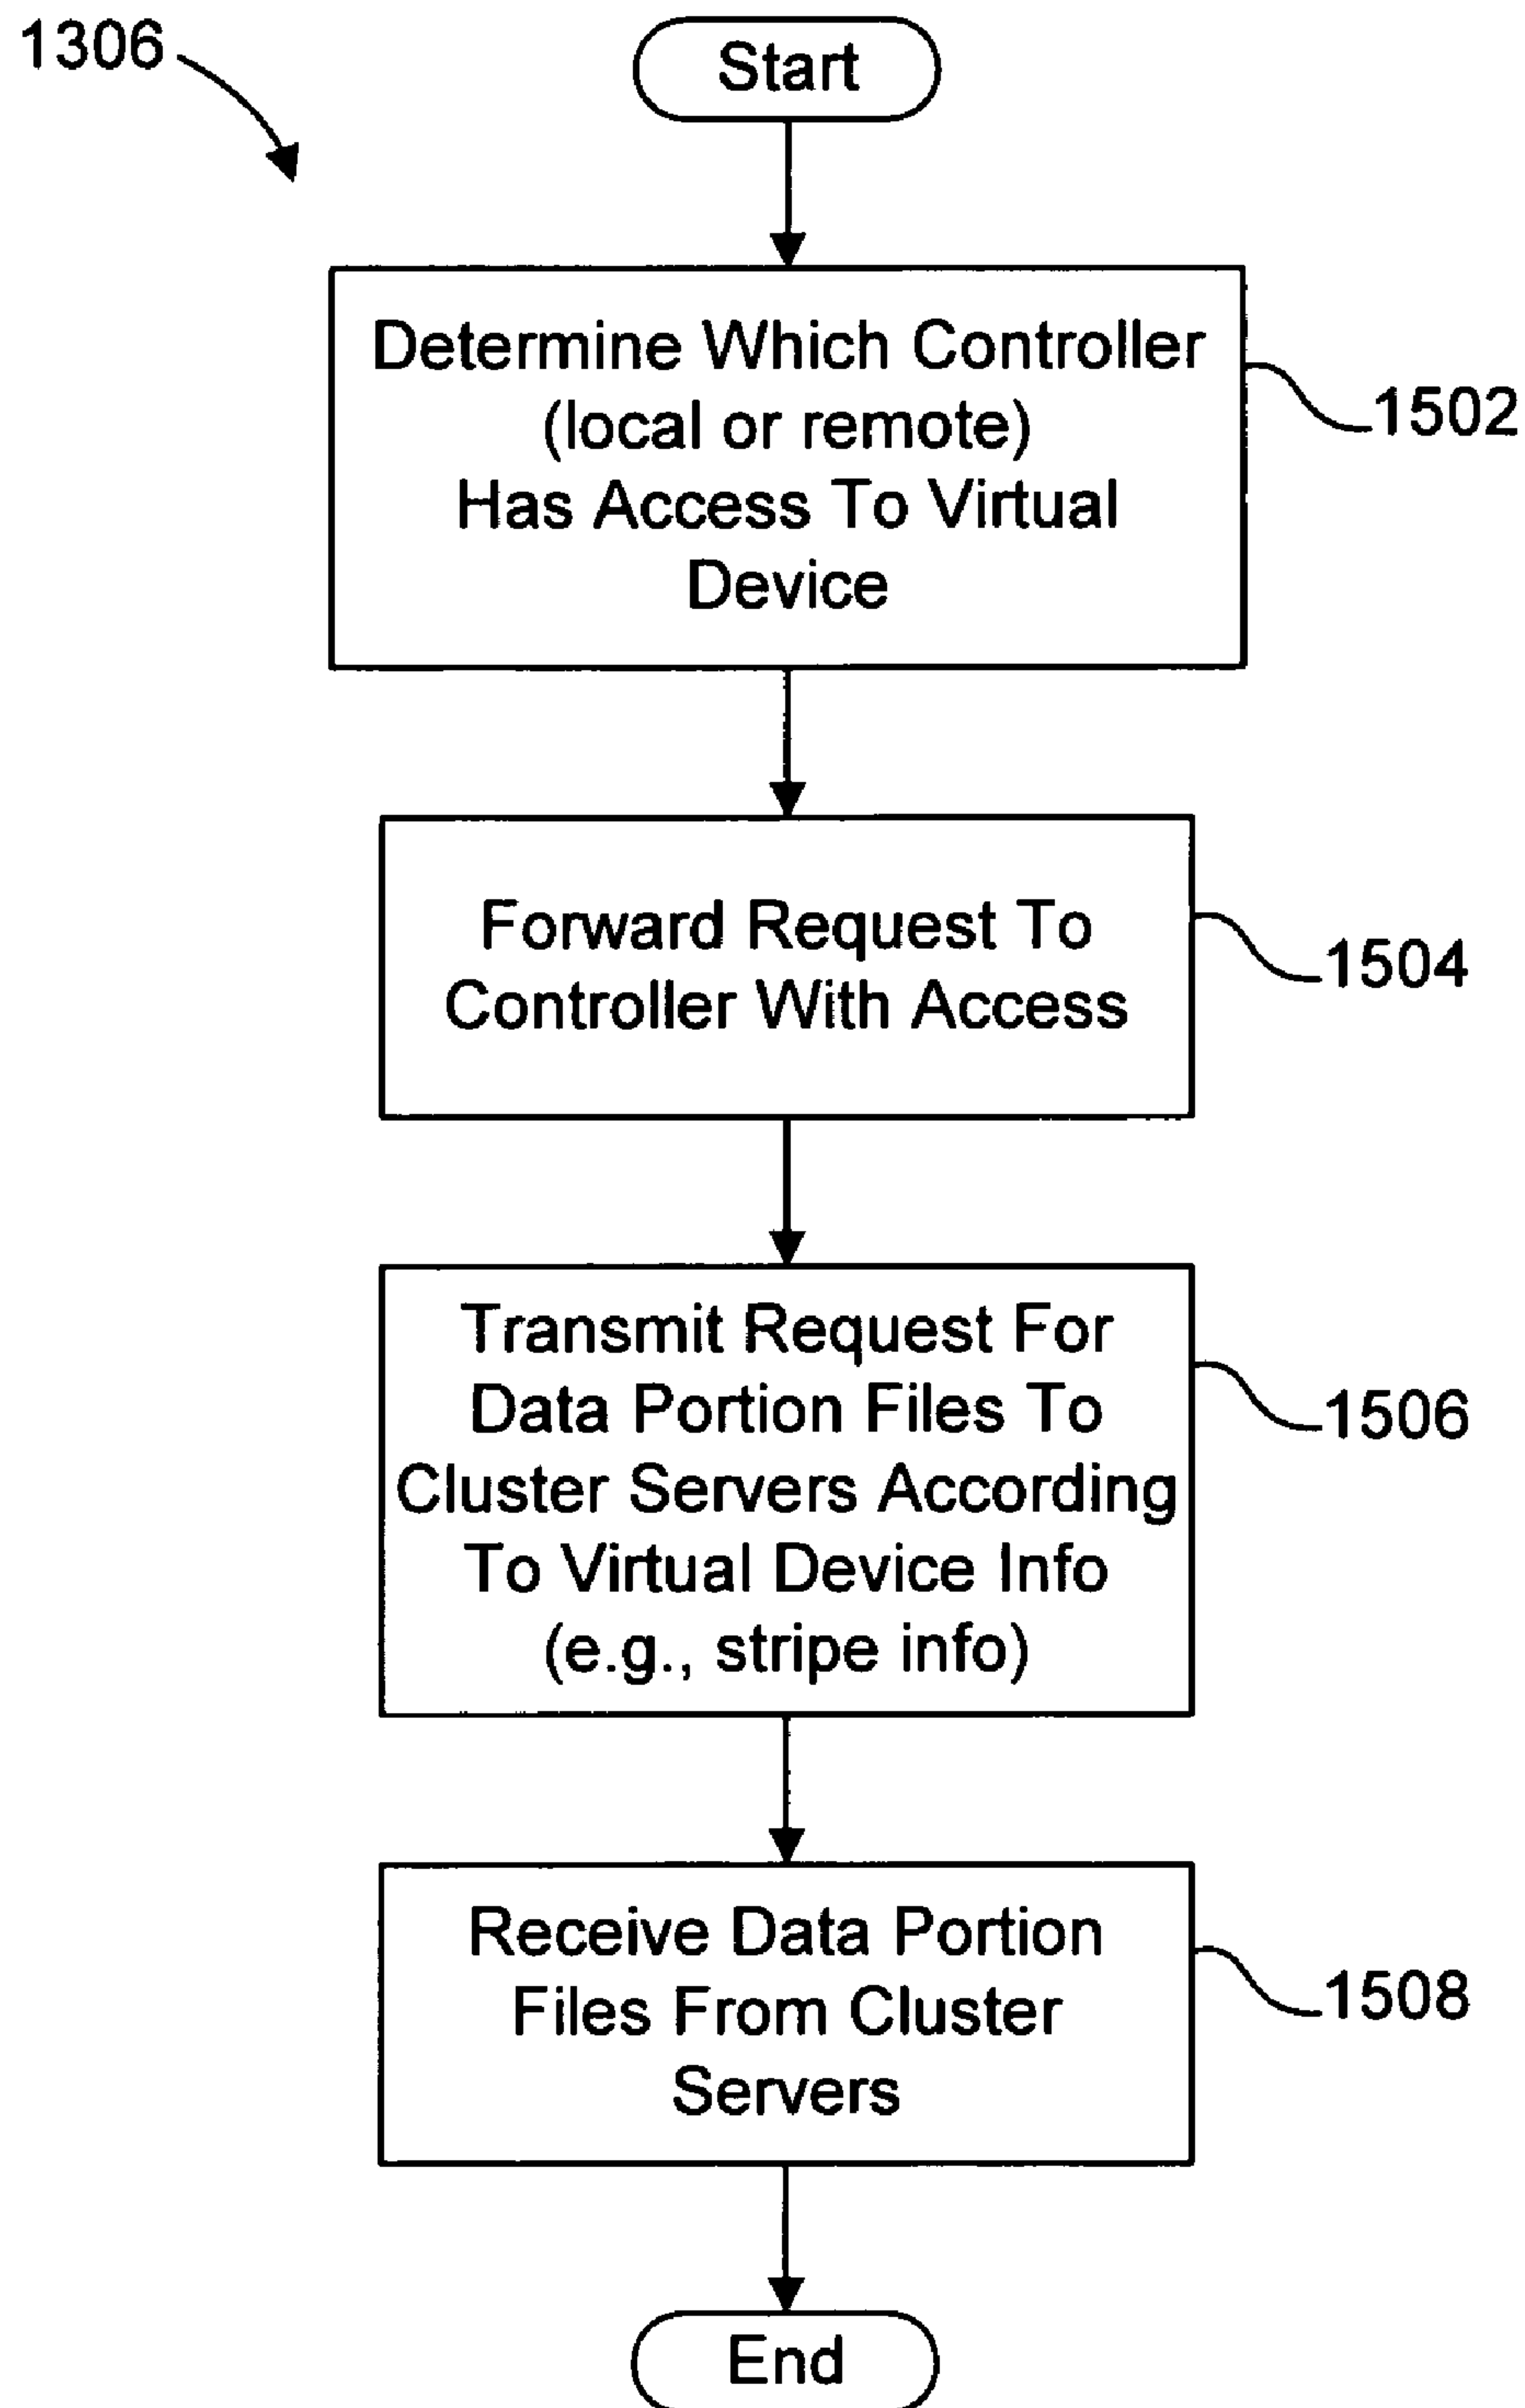 1306
Start
Determine Which Controller
(local or remote)
Has Access To Virtual
Device
1502
Forward Request To
Controller With Access
1504
Transmit Request For
Data Portion Files To
Cluster Servers According
To Virtual Device Info
(e.g., stripe info)
1506
Receive Data Portion
Files From Cluster
Servers
1508
End